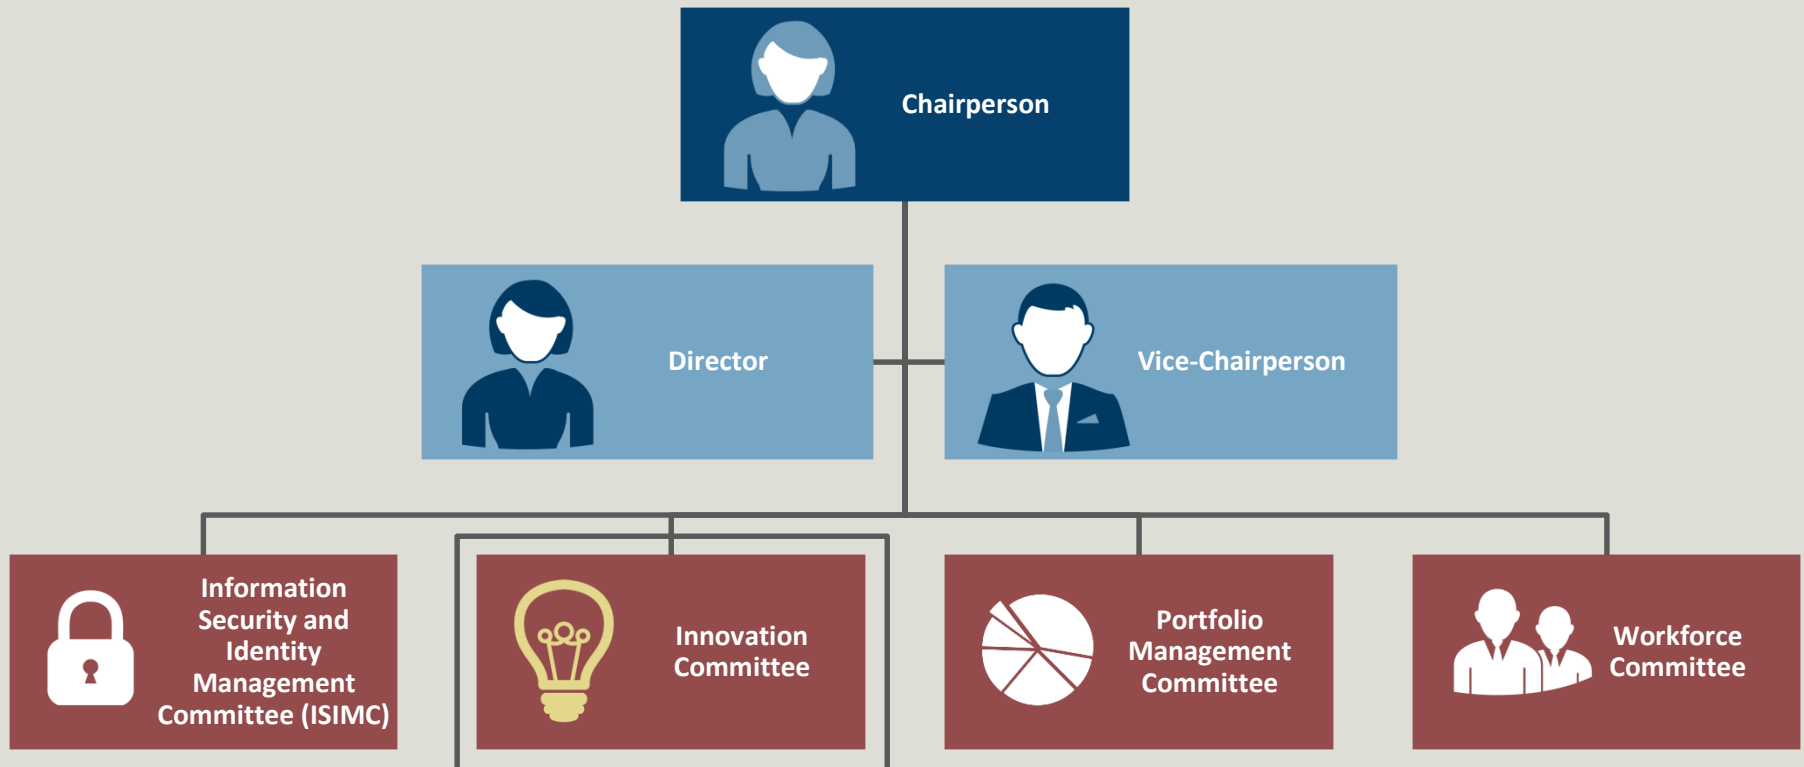 Chairperson
Director
Vice-Chairperson
Information
Security and
Identity
Management
Committee (ISIMC)
Innovation
Committee
Portfolio
Management
Committee
Workforce
Committee